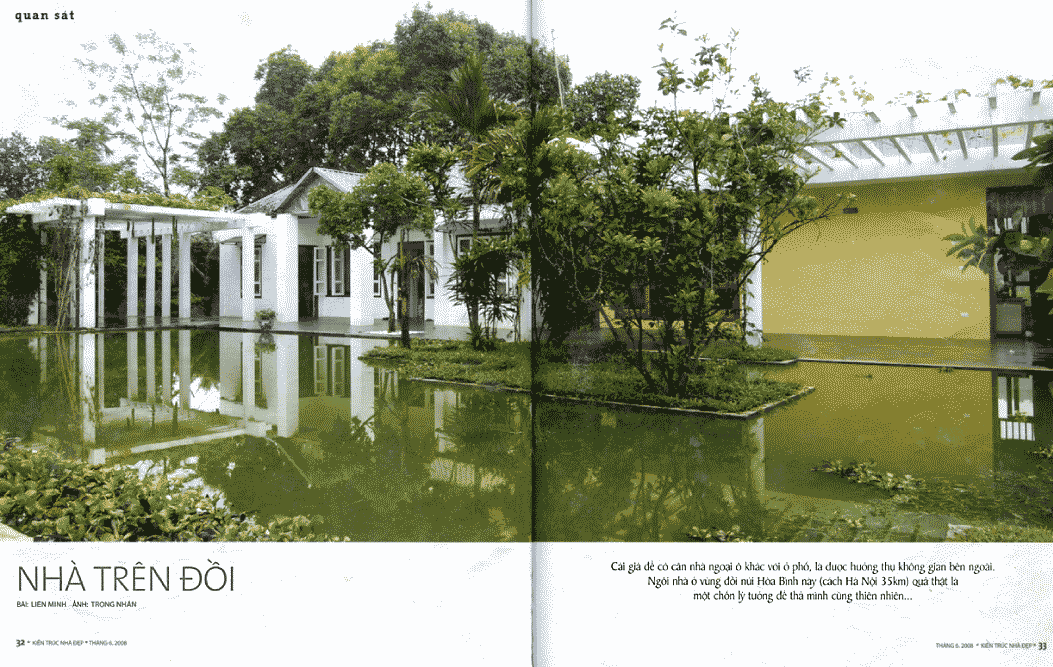 quan sát
NHÀ TRÊN ĐỒI
BÀI: LIÊN MINH - ẢNH: TRỌNG NHÂN
Cái giá để có căn nhà ngoại ô khác với ở phố, là được hưởng thụ không gian bên ngoài.
Ngôi nhà ở vùng đồi núi Hòa Bình này (cách Hà Nội 35km) quả thật là
một chốn lý tưởng để thả mình cùng thiên nhiên...
32 * KIẾN TRÚC NHÀ ĐẸP * THÁNG 6. 2008
THÁNG 6. 2008 * KIẾN TRÚC NHÀ ĐẸP * 33